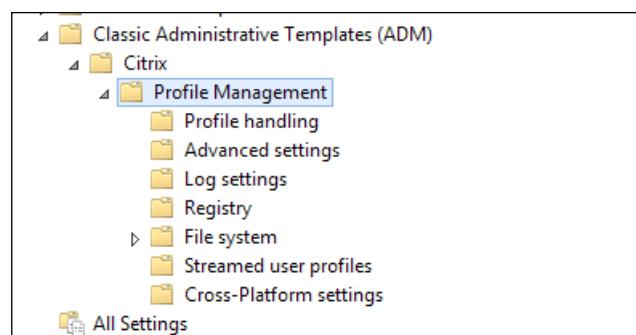 Classic Administrative Templates (ADM)
Citrix
Profile Management
Profile handling
Advanced settings
Log settings
Registry
File system
Streamed user profiles
Cross-Platform settings
All Settings